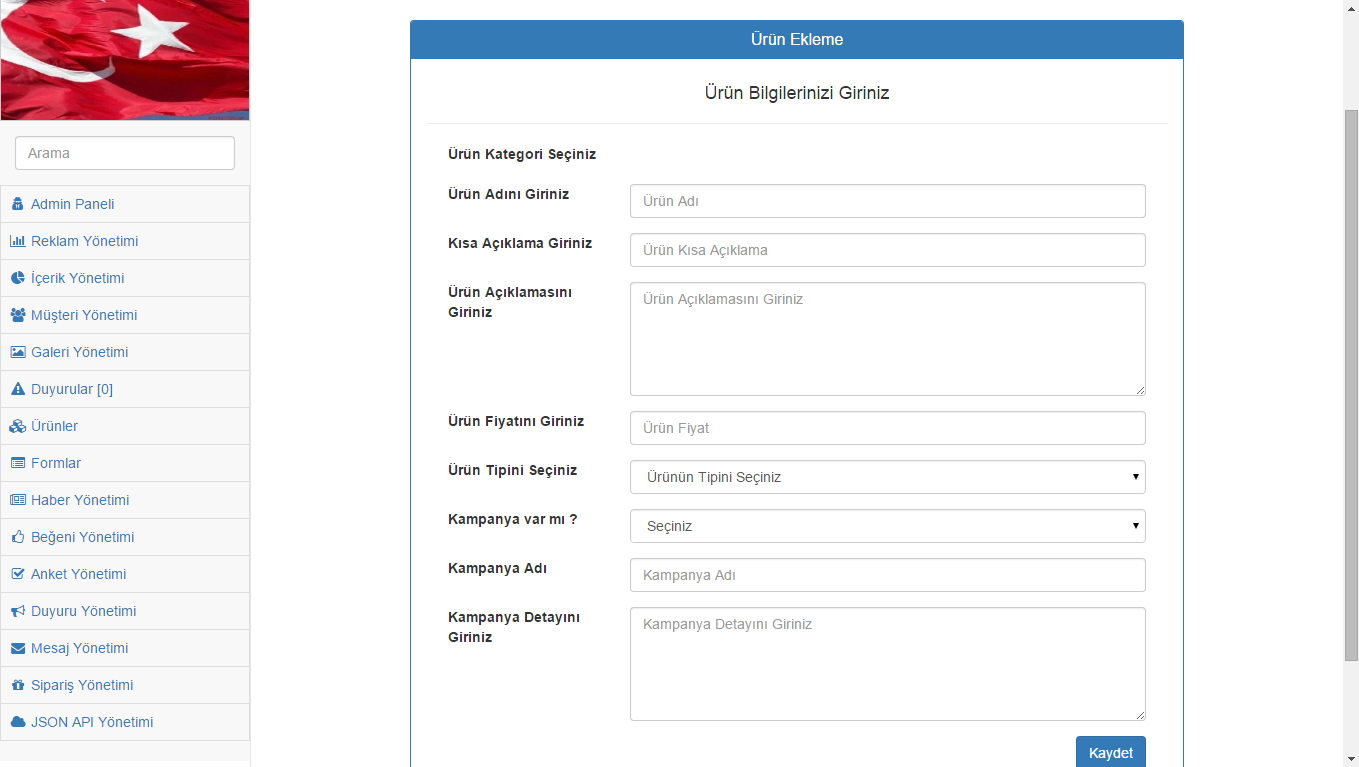 Arama
Admin Paneli
Reklam Yönetimi
İçerik Yönetimi
Müşteri Yönetimi
Galeri Yönetimi
Duyurular [0]
Ürünler
Formlar
Haber Yönetimi
Beğeni Yönetimi
Anket Yönetimi
Duyuru Yönetimi
Mesaj Yönetimi
Sipariş Yönetimi
JSON API Yönetimi
Ürün Ekleme
Ürün Bilgilerinizi Giriniz
Ürün Kategori Seçiniz
Ürün Adını Giriniz
Ürün Adı
Kısa Açıklama Giriniz
Ürün Kısa Açıklama
Ürün Açıklamasını
Giriniz
Ürün Açıklamasını Giriniz
Ürün Fiyatını Giriniz
Ürün Fiyat
Ürün Tipini Seçiniz
Ürünün Tipini Seçiniz
Kampanya var mı ?
Seçiniz
Kampanya Adı
Kampanya Adı
Kampanya Detayını
Giriniz
Kampanya Detayını Giriniz
Kaydet